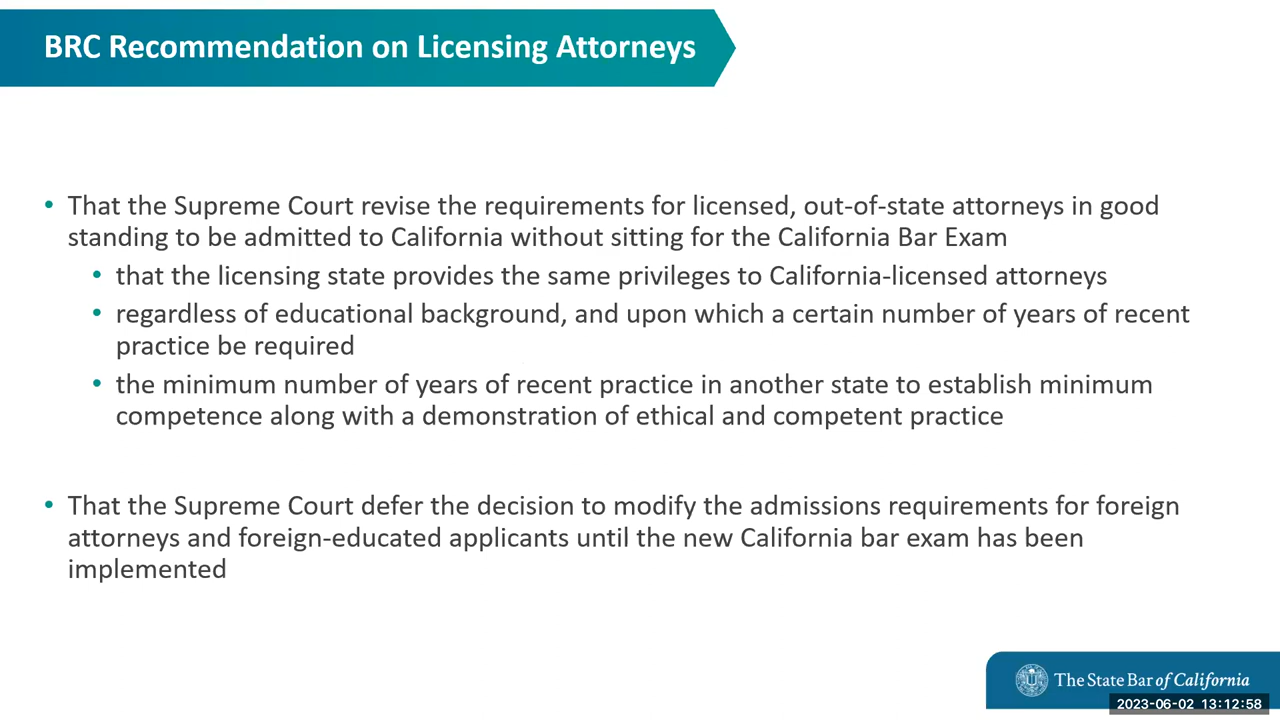 BRC Recommendation on Licensing Attorneys
• That the Supreme Court revise the requirements for licensed, out-of-state attorneys in good
standing to be admitted to California without sitting for the California Bar Exam
• that the licensing state provides the same privileges to California-licensed attorneys
• regardless of educational background, and upon which a certain number of years of recent
practice be required
• the minimum number of years of recent practice in another state to establish minimum
competence along with a demonstration of ethical and competent practice
• That the Supreme Court defer the decision to modify the admissions requirements for foreign
attorneys and foreign-educated applicants until the new California bar exam has been
implemented
The State Bar of California
2023-06-02 13:12:58